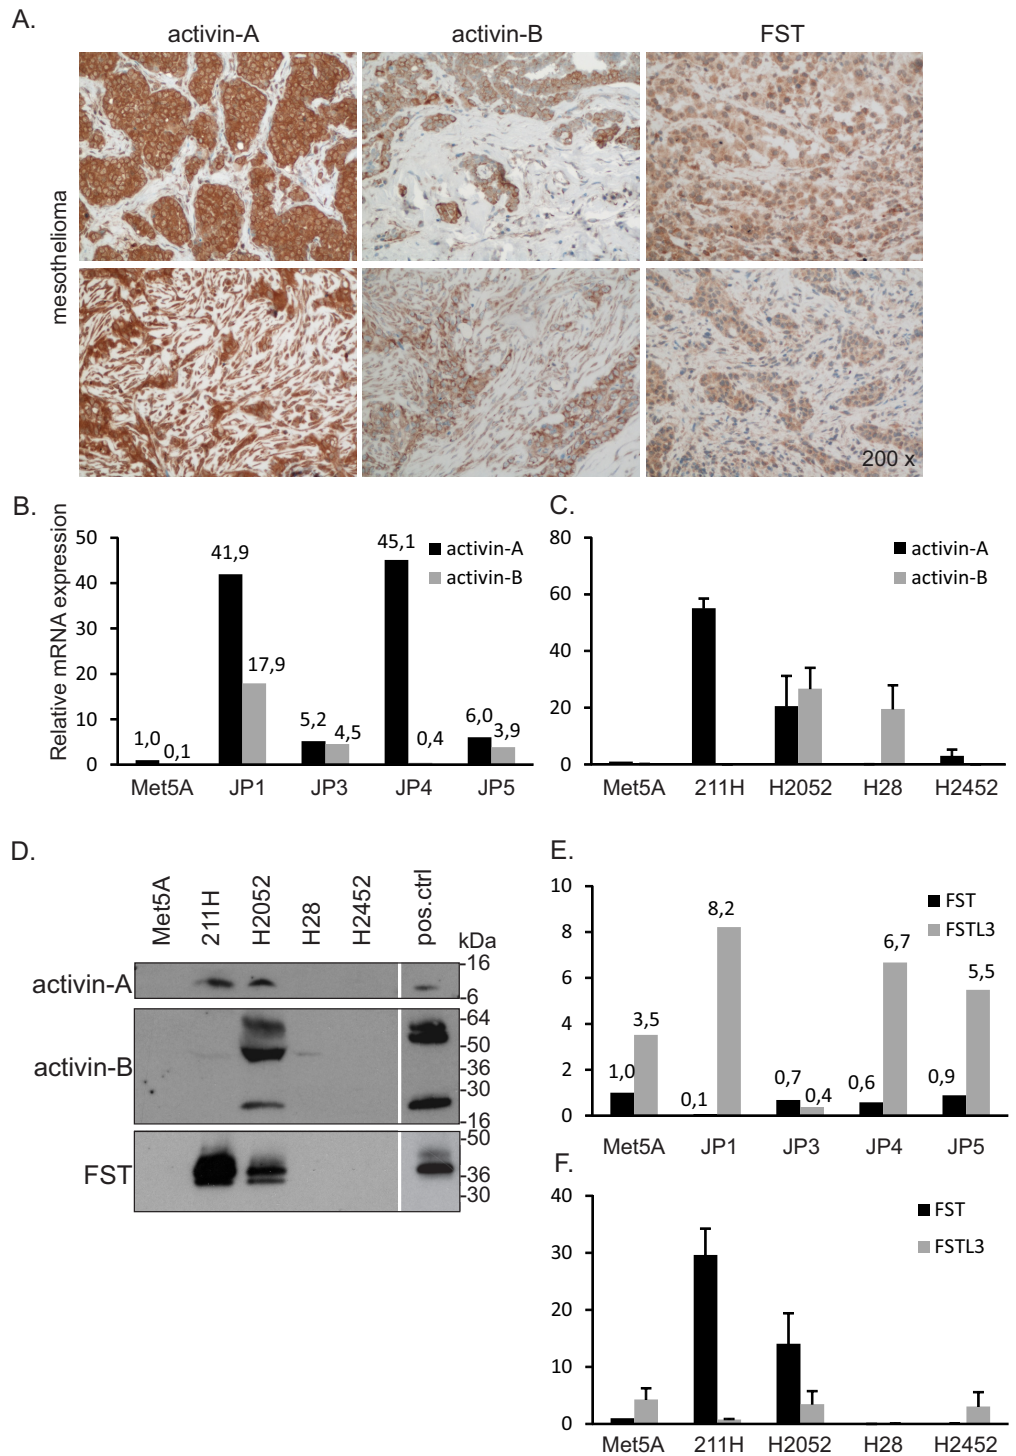 A.
activin-A activin-B FST
mesothelioma
200 x
B.
Relative mRNA expression
50
40
30
20
10
0
activin-A
activin-B
1,0 0,1 41,9 17,9 5,2 4,5 45,1 0,4 6,0 3,9
Met5A JP1 JP3 JP4 JP5
C.
80
60
40
20
0
activin-A
activin-B
Met5A 211H H2052 H28 H2452
D.
Met5A 211H H2052 H28 H2452 pos.ctrl
kDa
activin-A
-16
-6
activin-B
-64
-50
-36
-30
-16
FST
-50
-36
-30
E.
10
8
6
4
2
0
FST
FSTL3
1,0 3,5 0,1 8,2 0,7 0,4 0,6 6,7 0,9 5,5
Met5A JP1 JP3 JP4 JP5
F.
40
30
20
10
0
FST
FSTL3
Met5A 211H H2052 H28 H2452